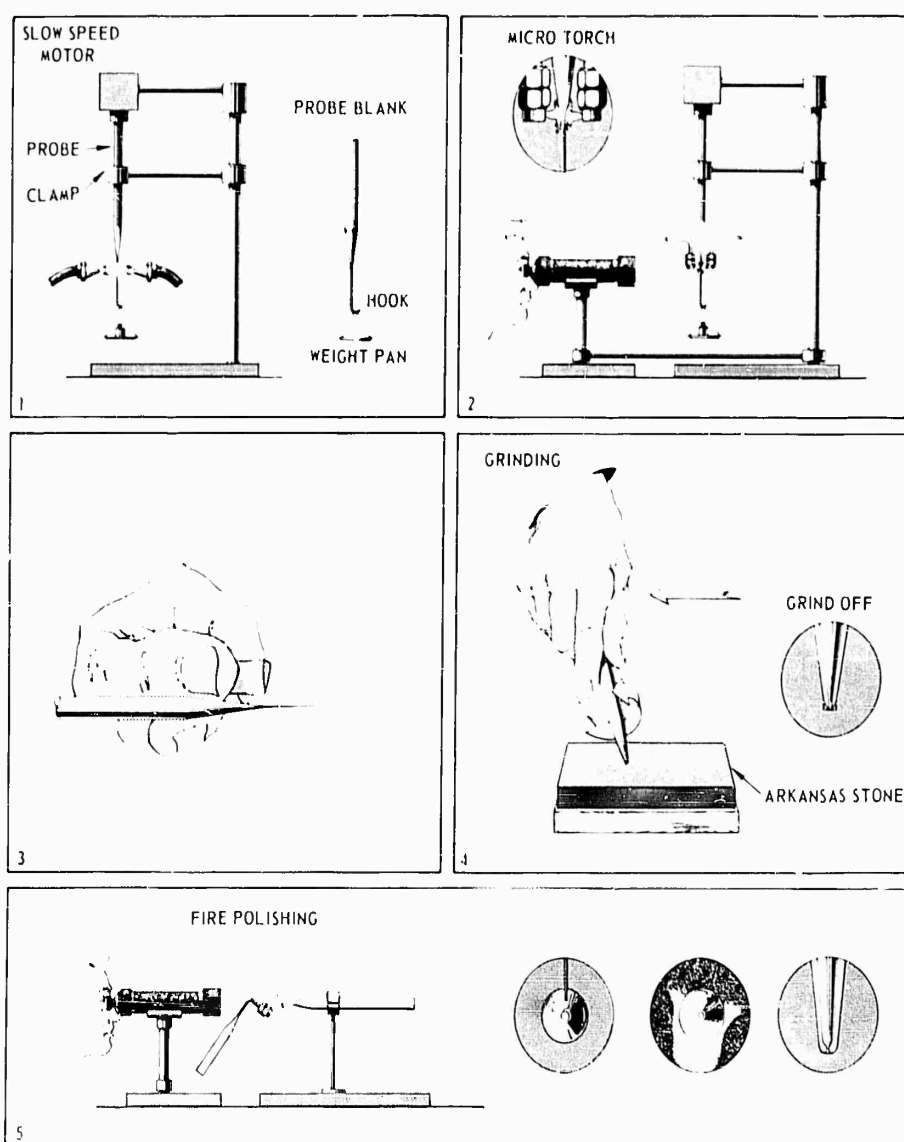 SLOW SPEED
MOTOR
PROBE BLANK
PROBE
CLAMP
HOOK
WEIGHT PAN
1
MICRO TORCH
2
3
GRINDING
GRIND OFF
ARKANSAS STONE
4
FIRE POLISHING
5